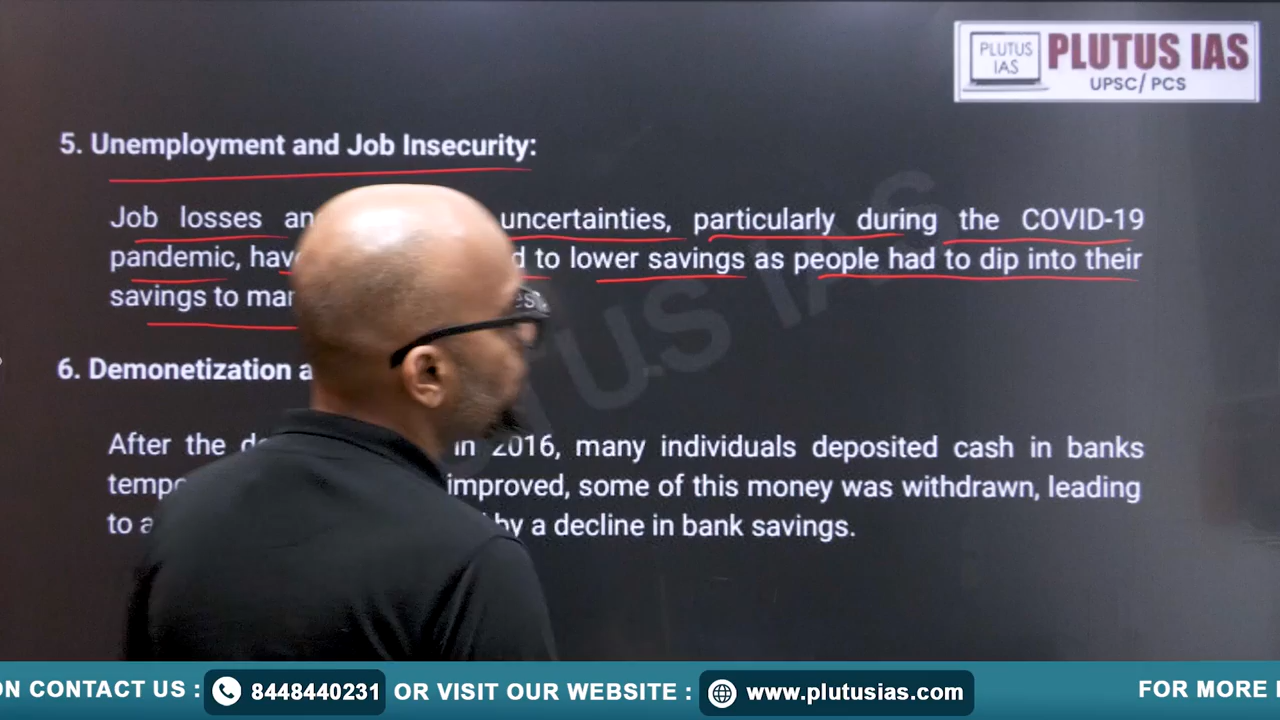 PLUTUS IAS
PLUTUS IAS
UPSC/ PCS
5. Unemployment and Job Insecurity:
Job losses uncertainties, particularly during the COVID-19
pandemic, to lower savings as people had to dip into their
savings to
6. Demonetization
After the in 2016, many individuals deposited cash in banks
improved, some of this money was withdrawn, leading
to by a decline in bank savings.
ON CONTACT US : 8448440231 OR VISIT OUR WEBSITE : www.plutusias.com FOR MORE